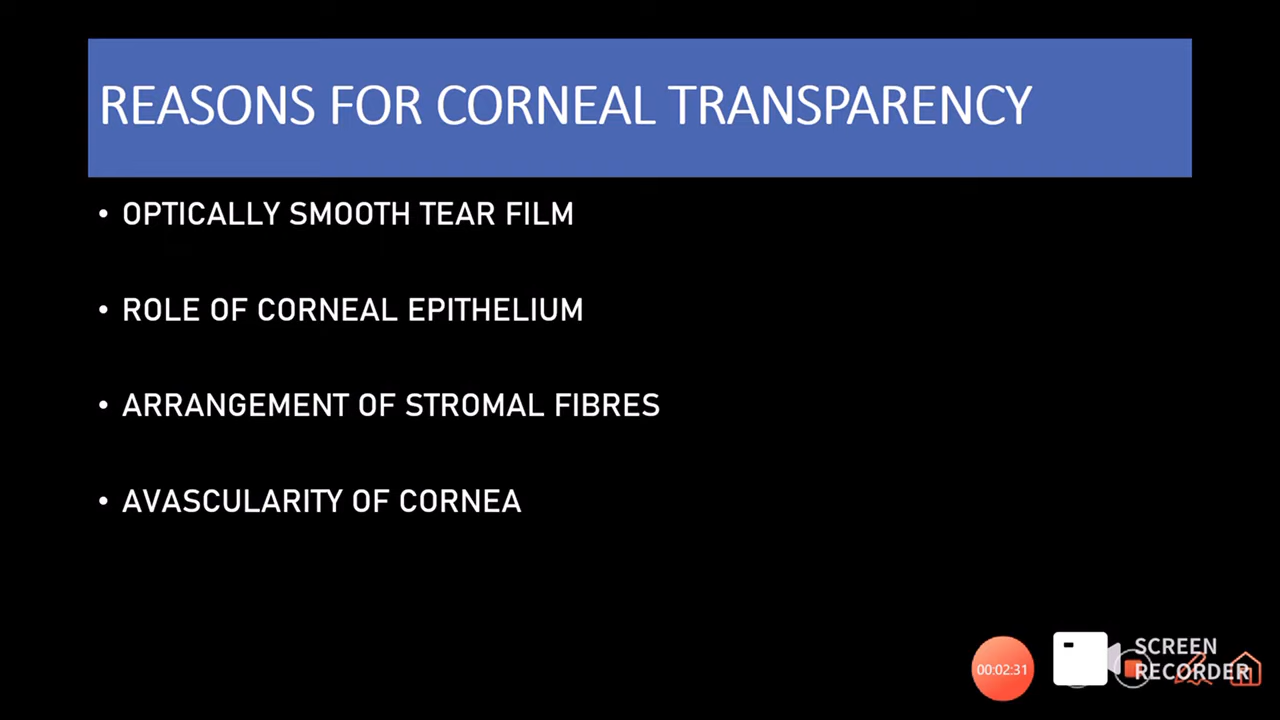 REASONS FOR CORNEAL TRANSPARENCY
• OPTICALLY SMOOTH TEAR FILM
• ROLE OF CORNEAL EPITHELIUM
• ARRANGEMENT OF STROMAL FIBRES
• AVASCULARITY OF CORNEA
00:02:31
SCREEN
RECORDER